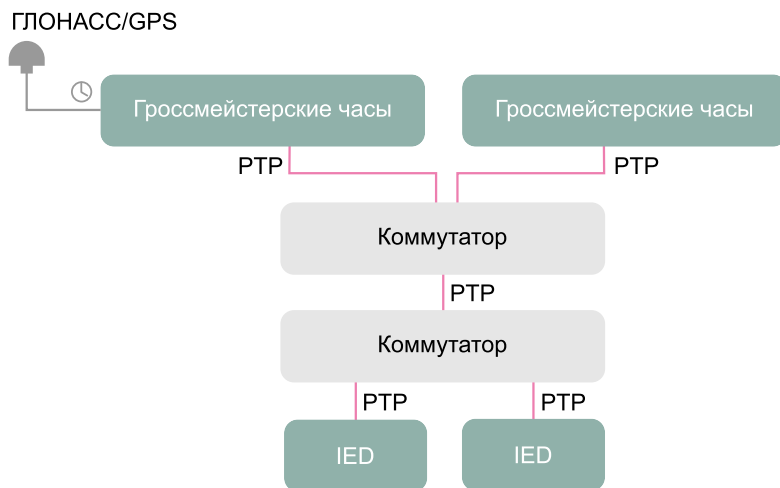 ГЛОНАСС/GPS
Гроссмейстерские часы
Гроссмейстерские часы
PTP
PTP
Коммутатор
PTP
Коммутатор
PTP
PTP
IED
IED